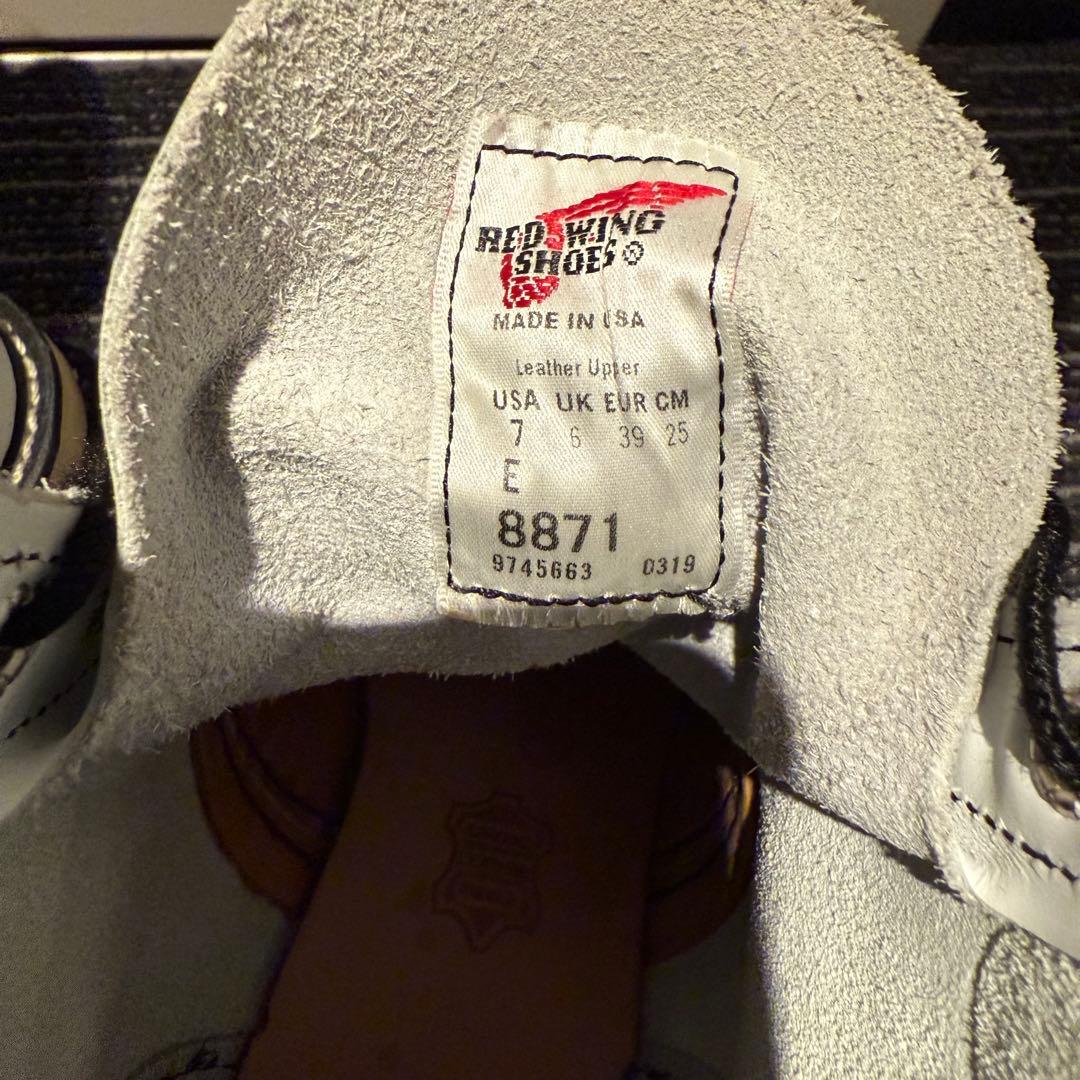 RED WING
SHOES®
MADE IN USA
Leather Upper
USA UK EUR CM
7 6 39 25
E
8871
9745663 0319